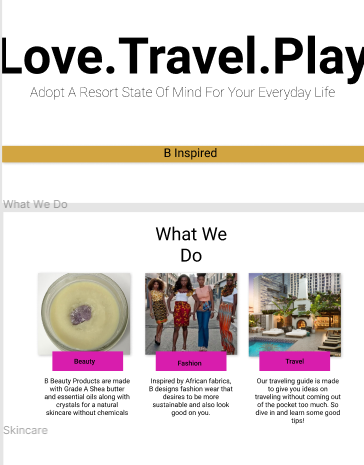 Love.Travel.Play
Adopt A Resort State Of Mind For Your Everyday Life
B Inspired
What We Do
What We
Do
Beauty
Fashion
Travel
B Beauty Products are made
with Grade A Shea butter
and essential oils along with
crystals for a natural
skincare without chemicals
Inspired by African fabrics,
B designs fashion wear that
desires to be more
sustainable and also look
good on you.
Our traveling guide is made
to give you ideas on
traveling without coming out
of the pocket too much. So
dive in and learn some good
tips!
Skincare